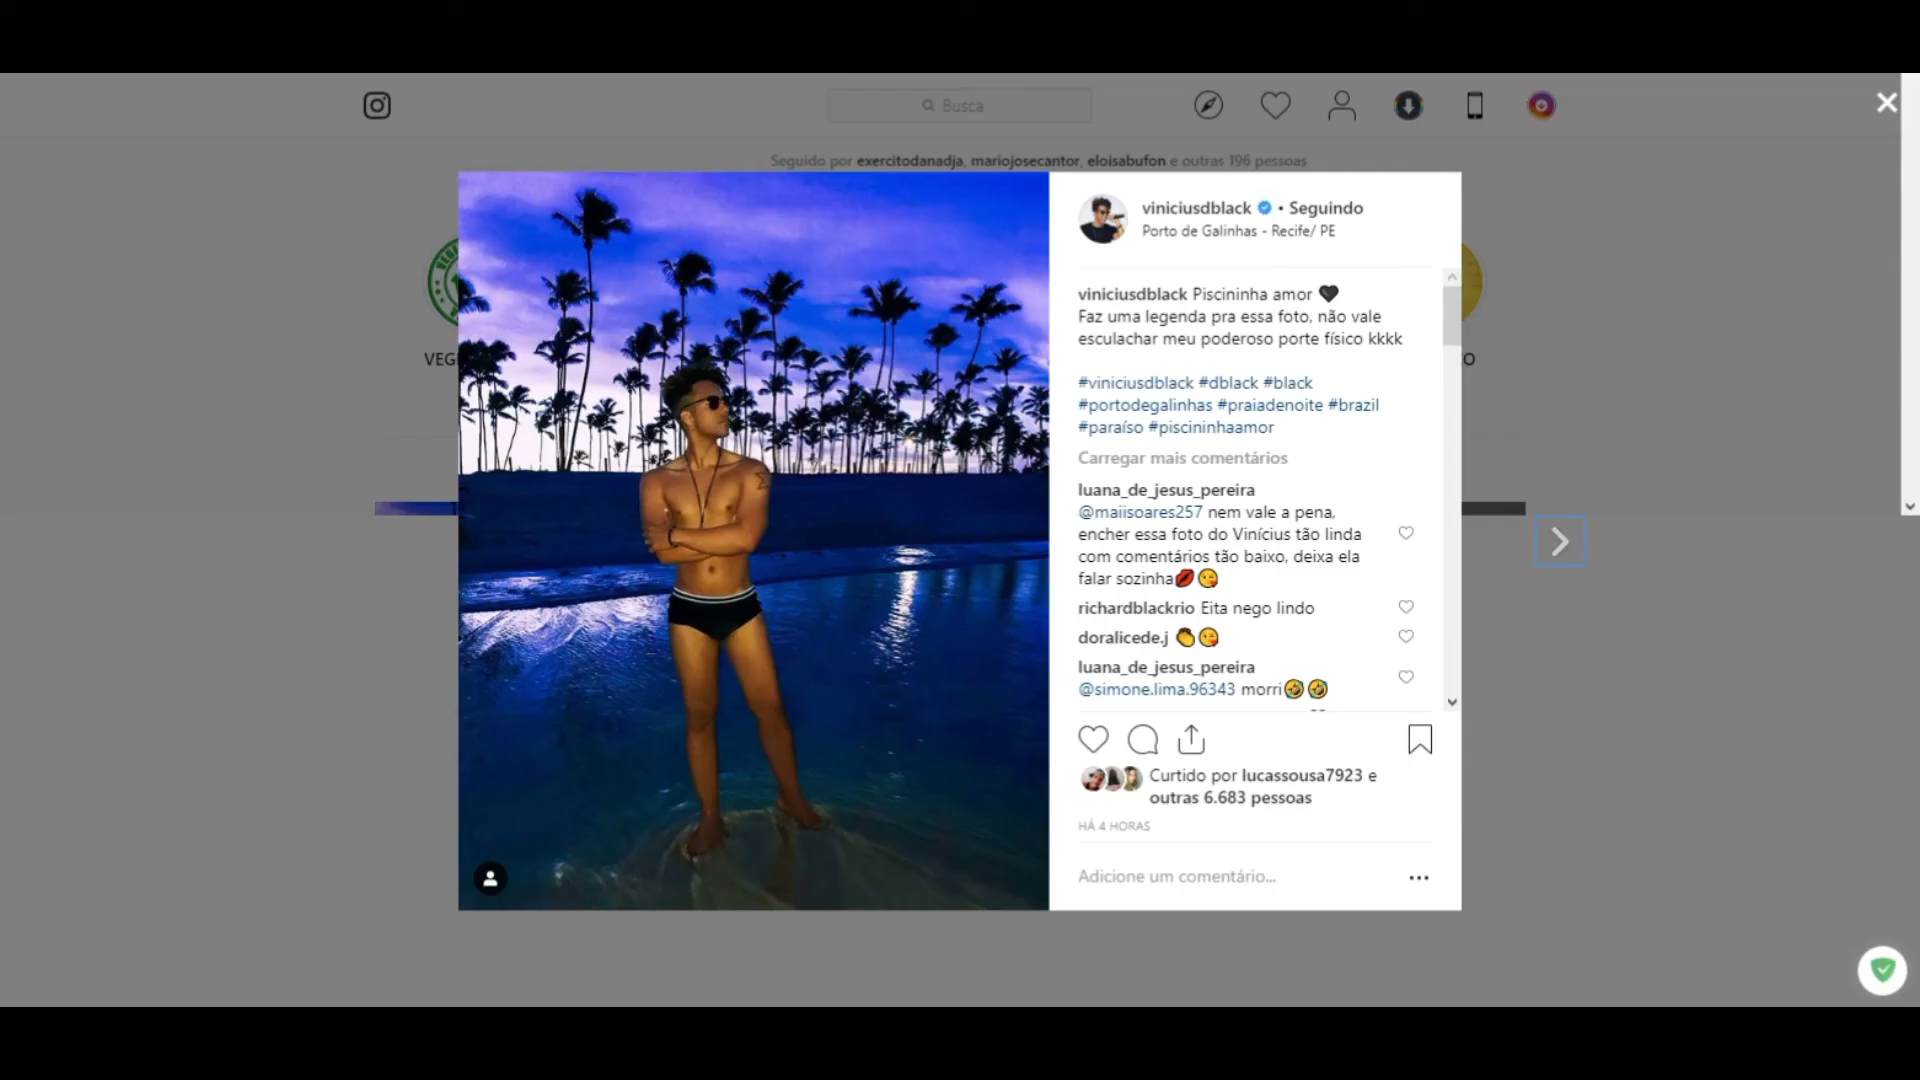 Busca
Seguido por exercitodanadja, mariojosecantor, eloisabufon e outras 196 pessoas
viniciusdblack • Seguindo
Porto de Galinhas - Recife/ PE
viniciusdblack Piscininha amor 🖤
Faz uma legenda pra essa foto, não vale
esculachar meu poderoso porte físico kkkk
#viniciusdblack #dblack #black
#portodegalinhas #praiadenoite #brazil
#paraíso #piscininhaamor
Carregar mais comentários
luana_de_jesus_pereira
@maiisoares257 nem vale a pena,
encher essa foto do Vinícius tão linda
com comentários tão baixo, deixa ela
falar sozinha💋😘
richardblackrio Eita nego lindo
doralicede.j 👏😘
luana_de_jesus_pereira
@simone.lima.96343 morri🤣🤣
Curtido por lucassousa7923 e
outras 6.683 pessoas
HÁ 4 HORAS
Adicione um comentário...